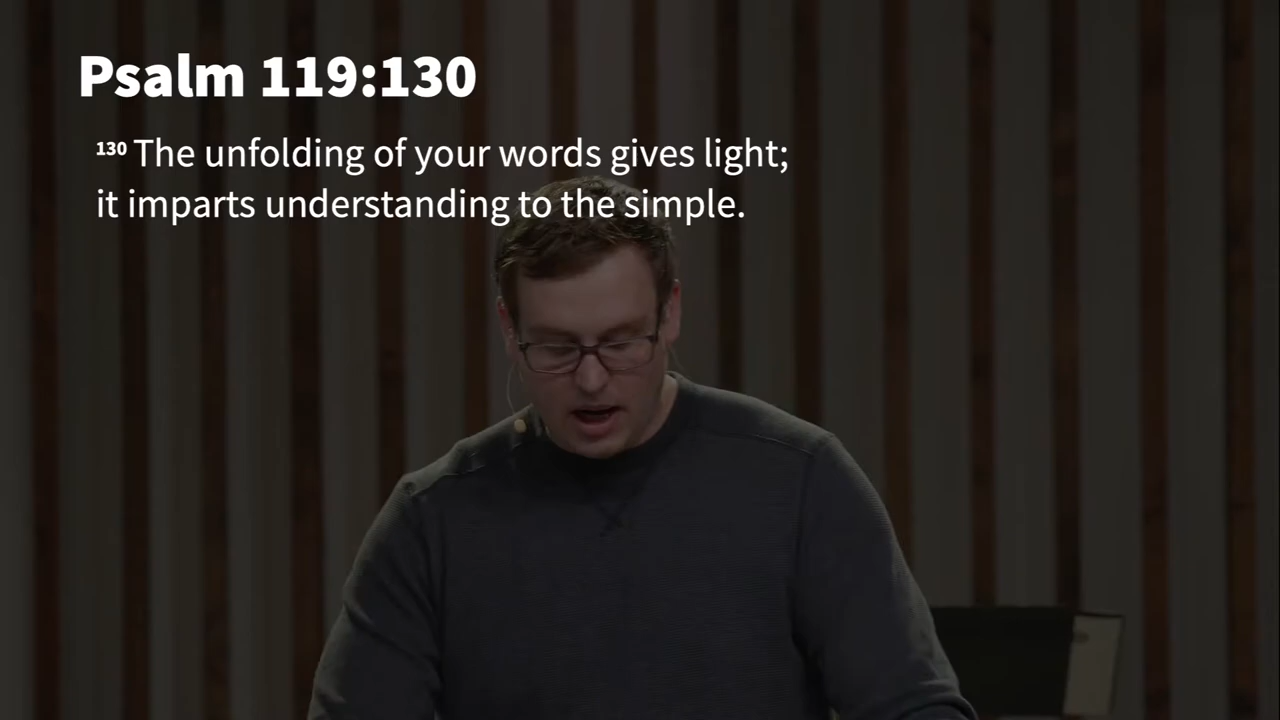 Psalm 119:130
130 The unfolding of your words gives light;
it imparts understanding to the simple.